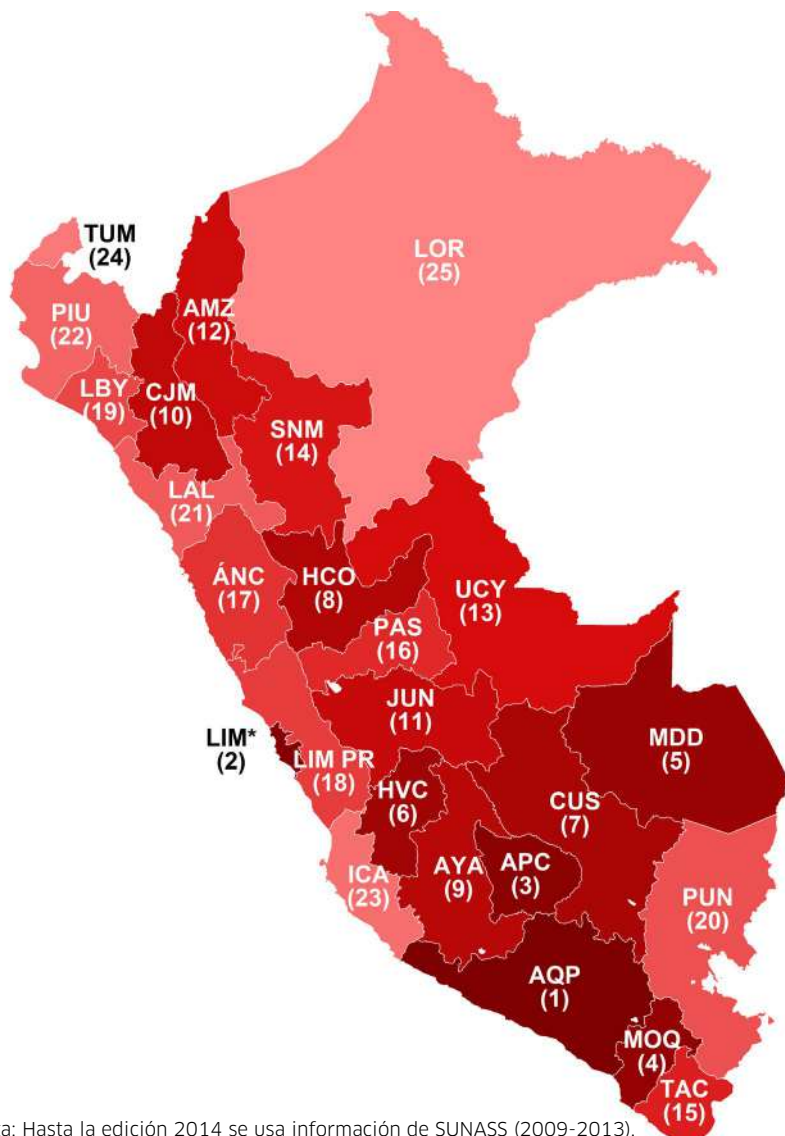 TUM
(24)
LOR
(25)
PIU
(22)
AMZ
(12)
LBY
(19)
CJM
(10)
SNM
(14)
LAL
(21)
ÁNC
(17)
HCO
(8)
UCY
(13)
PAS
(16)
JUN
(11)
LIM*
(2)
LIM PR
(18)
MDD
(5)
HVC
(6)
CUS
(7)
ICA
(23)
AYA
(9)
APC
(3)
PUN
(20)
AQP
(1)
MOQ
(4)
TAC
(15)
ta: Hasta la edición 2014 se usa información de SUNASS (2009-2013).